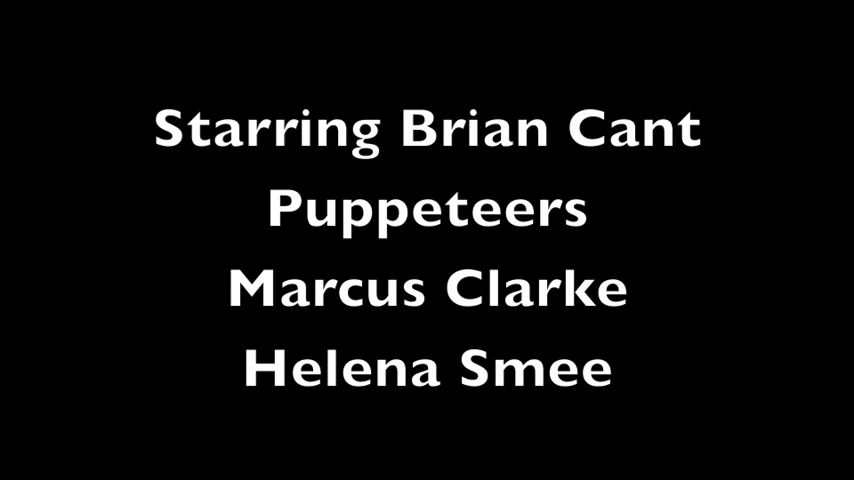 Starring Brian Cant
Puppeteers
Marcus Clarke
Helena Smee